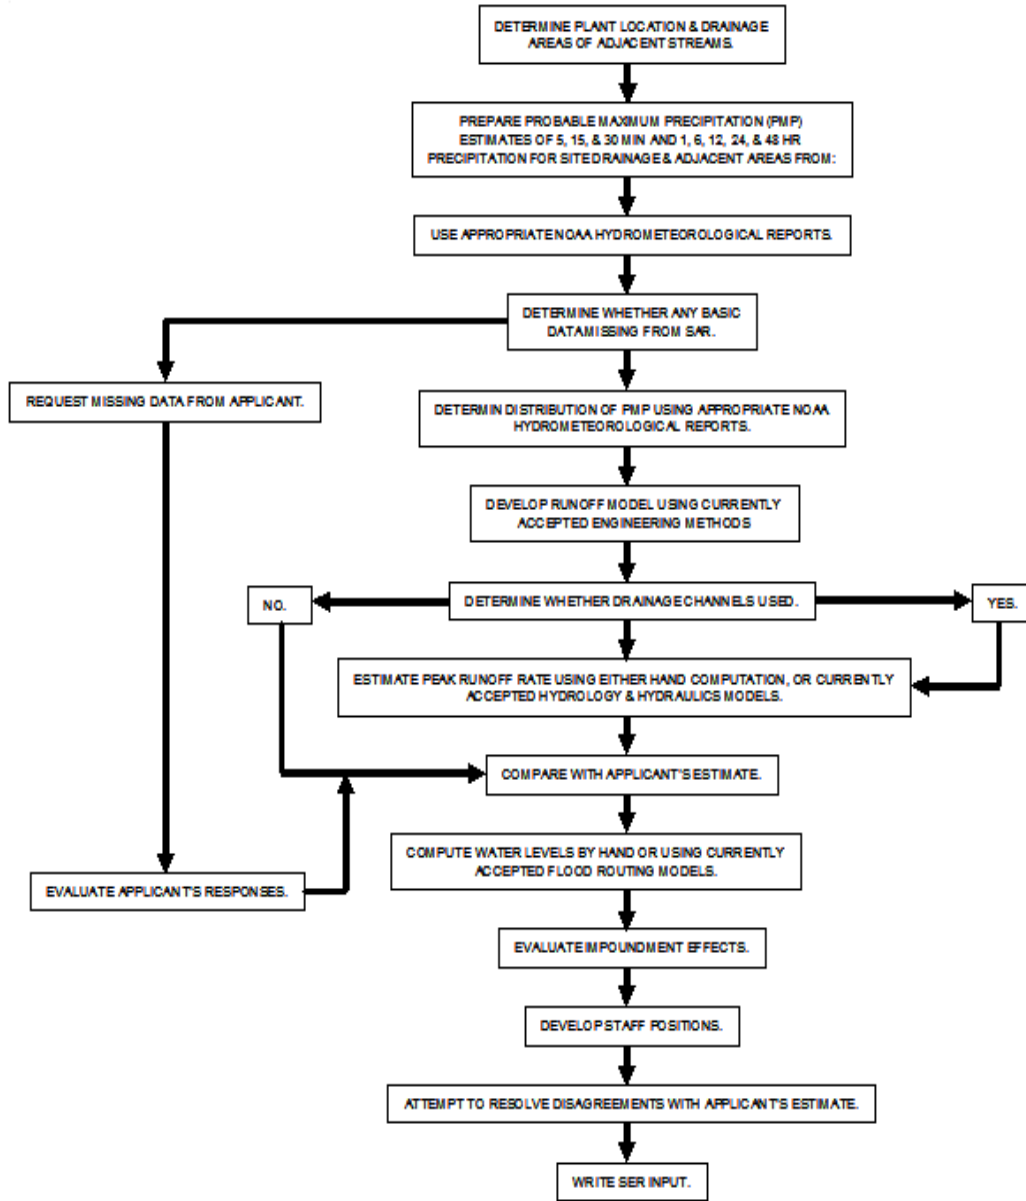 DETERMINE PLANT LOCATION & DRAINAGE
AREAS OF ADJACENT STREAMS.
PREPARE PROBABLE MAXIMUM PRECIPITATION (PMP)
ESTIMATES OF 5, 15, & 30 MIN AND 1, 6, 12, 24, & 48 HR
PRECIPITATION FOR SITE DRAINAGE & ADJACENT AREAS FROM:
USE APPROPRIATE NOAA HYDROMETEOROLOGICAL REPORTS.
DETERMINE WHETHER ANY BASIC
DATA MISSING FROM SAR.
REQUEST MISSING DATA FROM APPLICANT.
DETERMIN DISTRIBUTION OF PMP USING APPROPRIATE NOAA
HYDROMETEOROLOGICAL REPORTS.
DEVELOP RUNOFF MODEL USING CURRENTLY
ACCEPTED ENGINEERING METHODS
NO.
DETERMINE WHETHER DRAINAGE CHANNELS USED.
YES.
ESTIMATE PEAK RUNOFF RATE USING EITHER HAND COMPUTATION, OR CURRENTLY
ACCEPTED HYDROLOGY & HYDRAULICS MODELS.
COMPARE WITH APPLICANT'S ESTIMATE.
COMPUTE WATER LEVELS BY HAND OR USING CURRENTLY
ACCEPTED FLOOD ROUTING MODELS.
EVALUATE APPLICANT'S RESPONSES.
EVALUATE IMPOUNDMENT EFFECTS.
DEVELOP STAFF POSITIONS.
ATTEMPT TO RESOLVE DISAGREEMENTS WITH APPLICANT'S ESTIMATE.
WRITE SER INPUT.